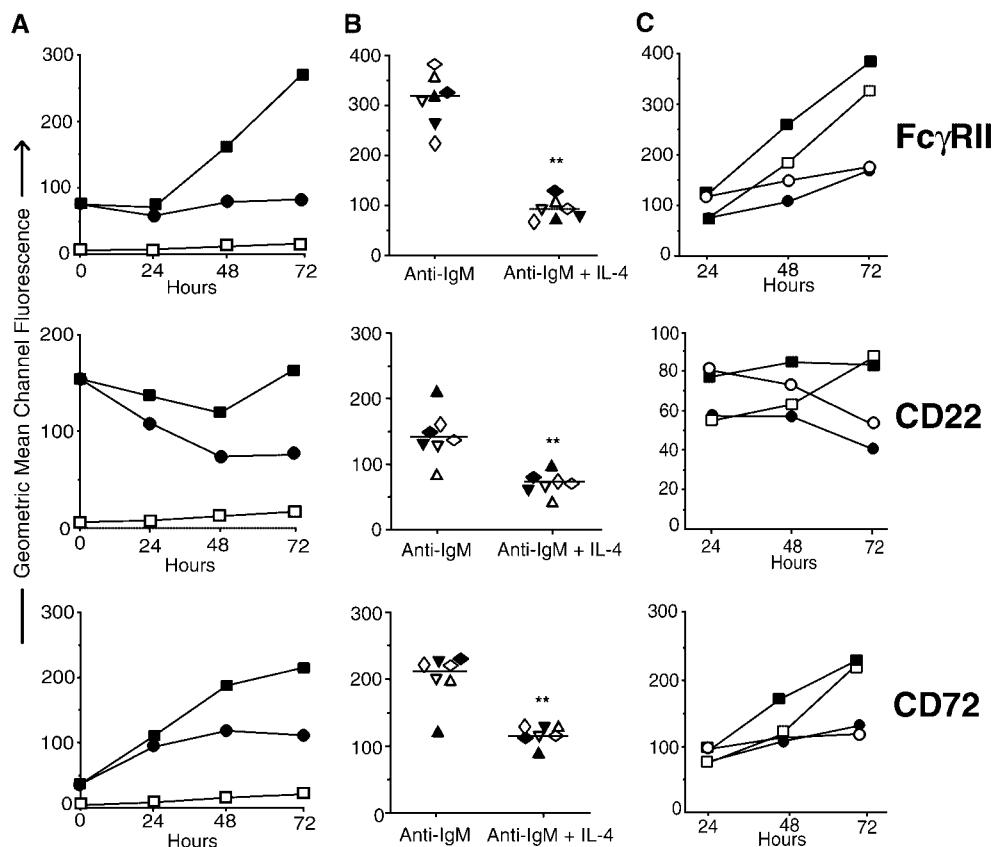 A
B
C
Geometric Mean Channel Fluorescence
300
200
100
0
0 24 48 72
Hours
400
300
200
100
0
Anti-IgM Anti-IgM + IL-4
**
400
300
200
100
0
24 48 72
Hours
FcγRII
200
100
0
0 24 48 72
Hours
300
200
100
0
Anti-IgM Anti-IgM + IL-4
**
100
80
60
40
20
0
24 48 72
Hours
CD22
300
200
100
0
0 24 48 72
Hours
300
200
100
0
Anti-IgM Anti-IgM + IL-4
**
300
200
100
0
24 48 72
Hours
CD72